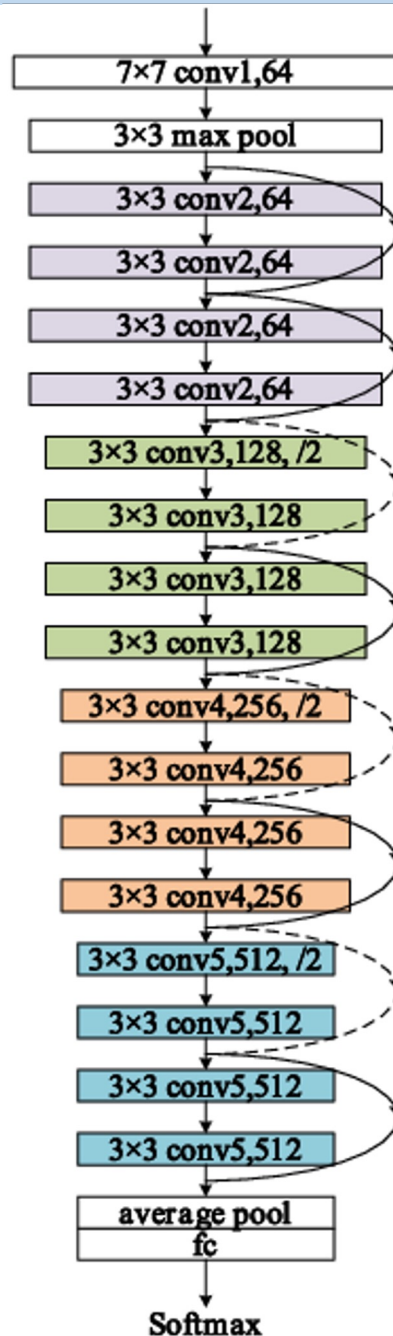 7×7 conv1,64
3×3 max pool
3×3 conv2,64
3×3 conv2,64
3×3 conv2,64
3×3 conv2,64
3×3 conv3,128, /2
3×3 conv3,128
3×3 conv3,128
3×3 conv3,128
3×3 conv4,256, /2
3×3 conv4,256
3×3 conv4,256
3×3 conv4,256
3×3 conv5,512, /2
3×3 conv5,512
3×3 conv5,512
3×3 conv5,512
average pool
fc
Softmax